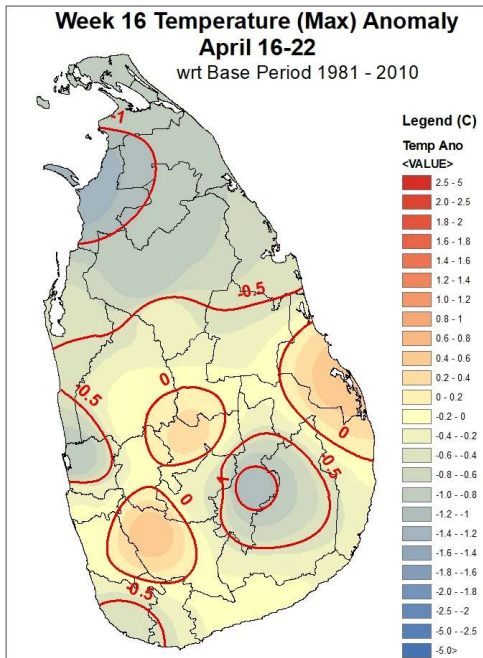 Week 16 Temperature (Max) Anomaly
April 16-22
wrt Base Period 1981 - 2010
-1
-0.5
-0.5
0
0
0
-0.5
-1
-0.5
Legend (C)
Temp Ano
<VALUE>
2.5 - 5
2.0 - 2.5
1.8 - 2
1.6 - 1.8
1.4 - 1.6
1.2 - 1.4
1.0 - 1.2
0.8 - 1
0.6 - 0.8
0.4 - 0.6
0.2 - 0.4
0 - 0.2
-0.2 - 0
-0.4 - -0.2
-0.6 - -0.4
-0.8 - -0.6
-1.0 - -0.8
-1.2 - -1
-1.4 - -1.2
-1.6 - -1.4
-1.8 - -1.6
-2.0 - -1.8
-2.5 - -2
-5.0 - -2.5
-5.0>